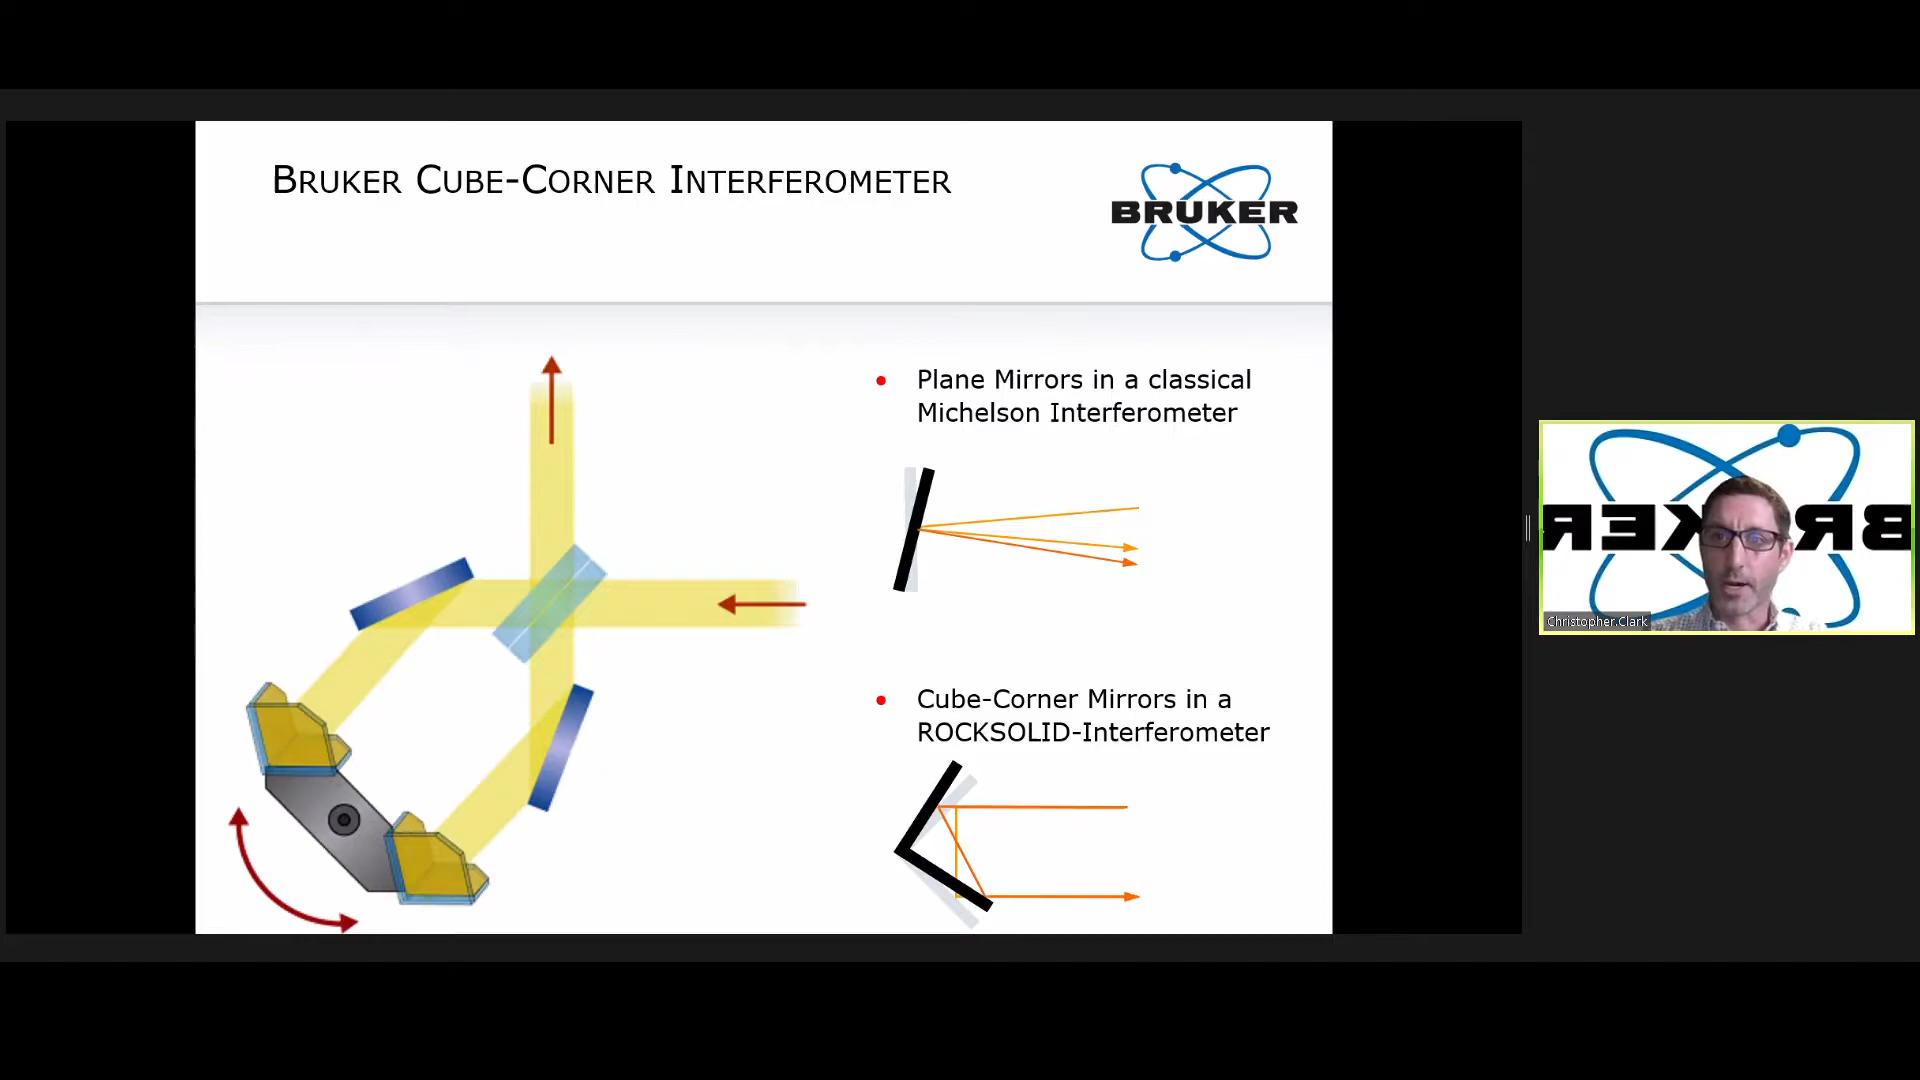 BRUKER CUBE-CORNER INTERFEROMETER
BRUKER
Plane Mirrors in a classical
Michelson Interferometer
Cube-Corner Mirrors in a
ROCKSOLID-Interferometer
BRUKER
Christopher.Clark